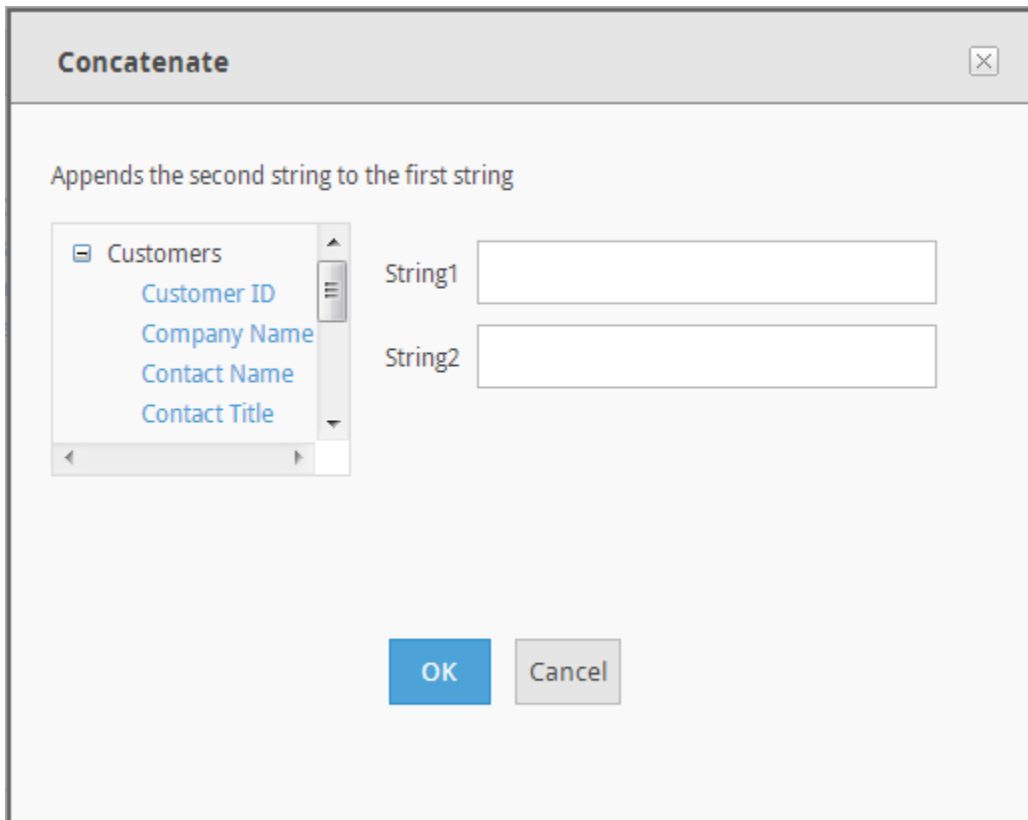 Concatenate
Appends the second string to the first string
Customers
Customer ID
Company Name
Contact Name
Contact Title
String1
String2
OK
Cancel